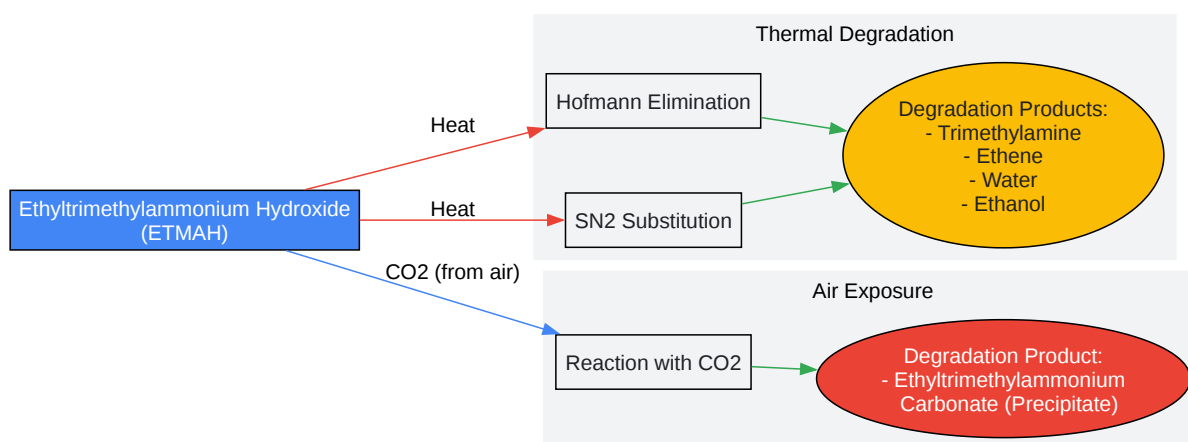 Thermal Degradation
Hofmann Elimination
Heat
Degradation Products:
- Trimethylamine
- Ethene
- Water
- Ethanol
Ethyltrimethylammonium Hydroxide
(ETMAH)
Heat
SN2 Substitution
CO2 (from air)
Air Exposure
Reaction with CO2
Degradation Product:
- Ethyltrimethylammonium
Carbonate (Precipitate)